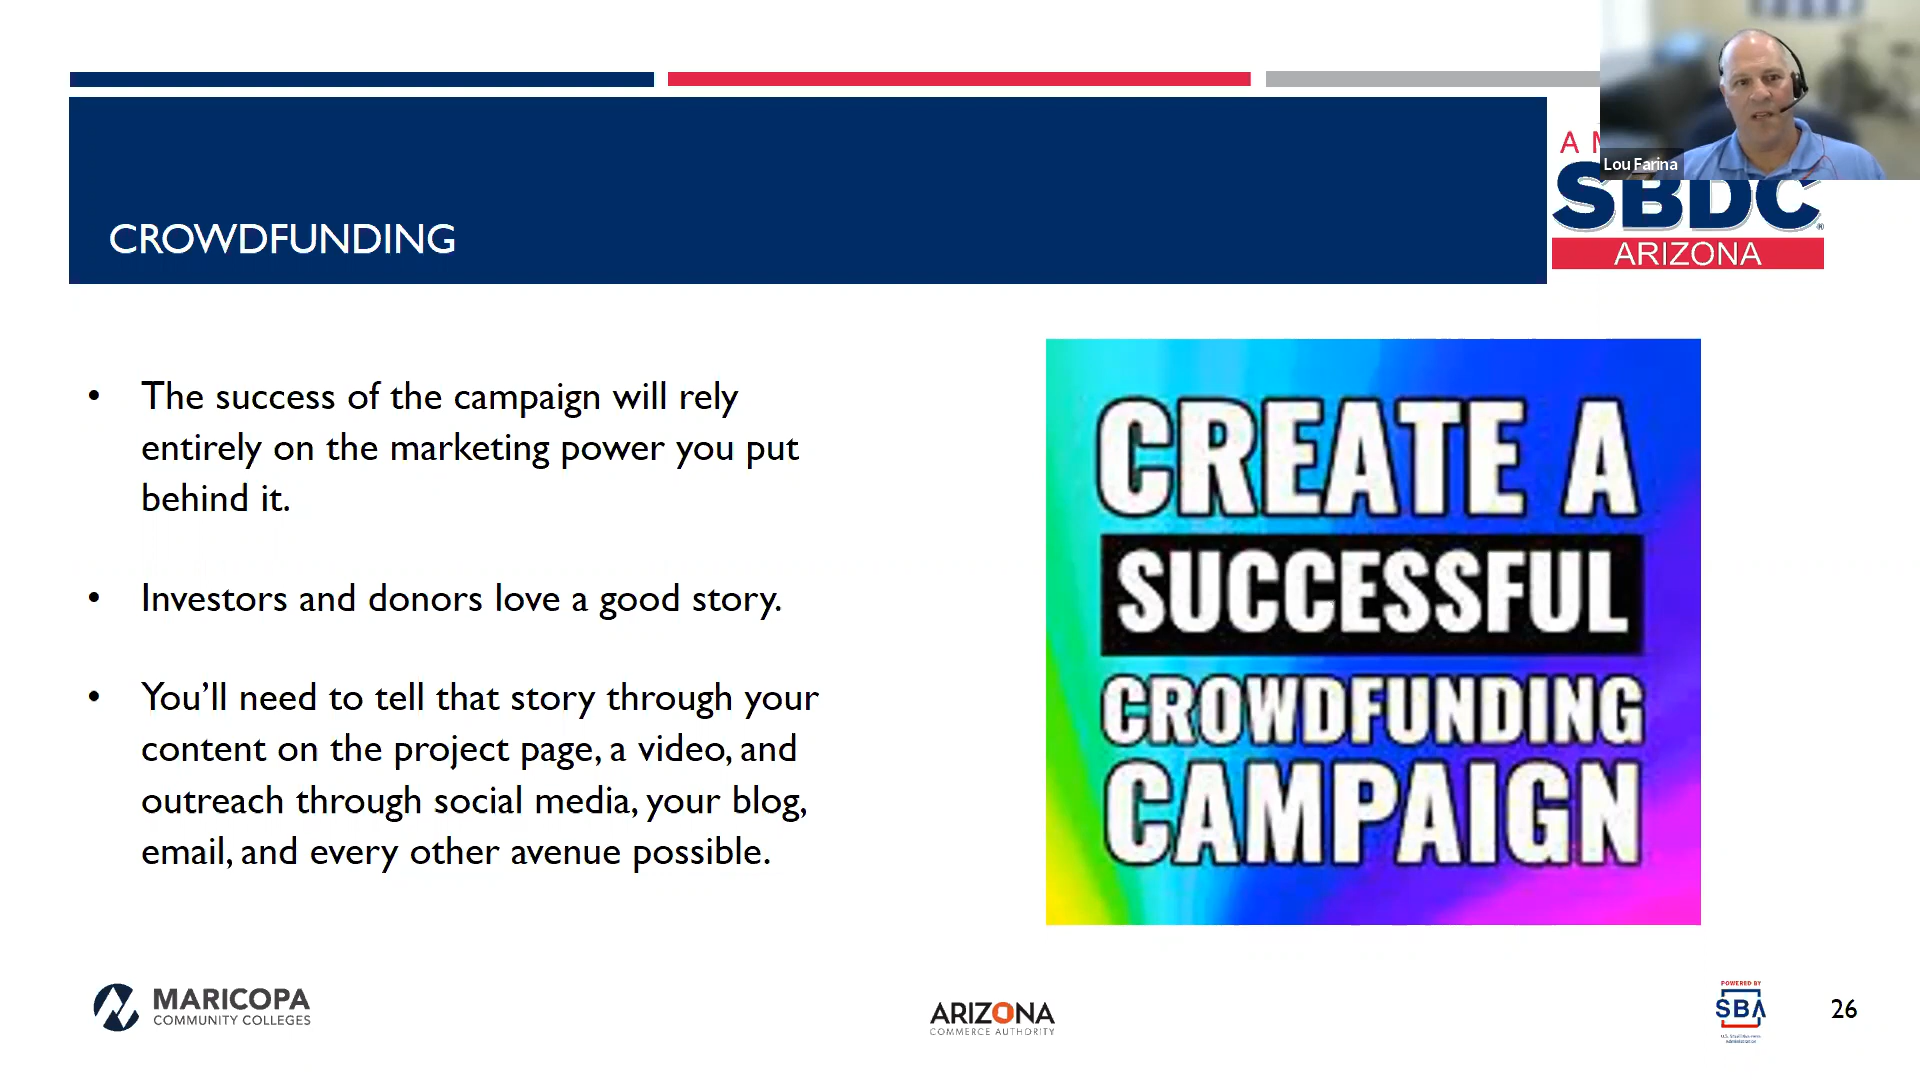 Lou Farina
SBDC
ARIZONA
CROWDFUNDING
• The success of the campaign will rely
entirely on the marketing power you put
behind it.
• Investors and donors love a good story.
• You’ll need to tell that story through your
content on the project page, a video, and
outreach through social media, your blog,
email, and every other avenue possible.
CREATE A
SUCCESSFUL
CROWDFUNDING
CAMPAIGN
MARICOPA
COMMUNITY COLLEGES
ARIZONA
COMMERCE AUTHORITY
POWERED BY
SBA
26